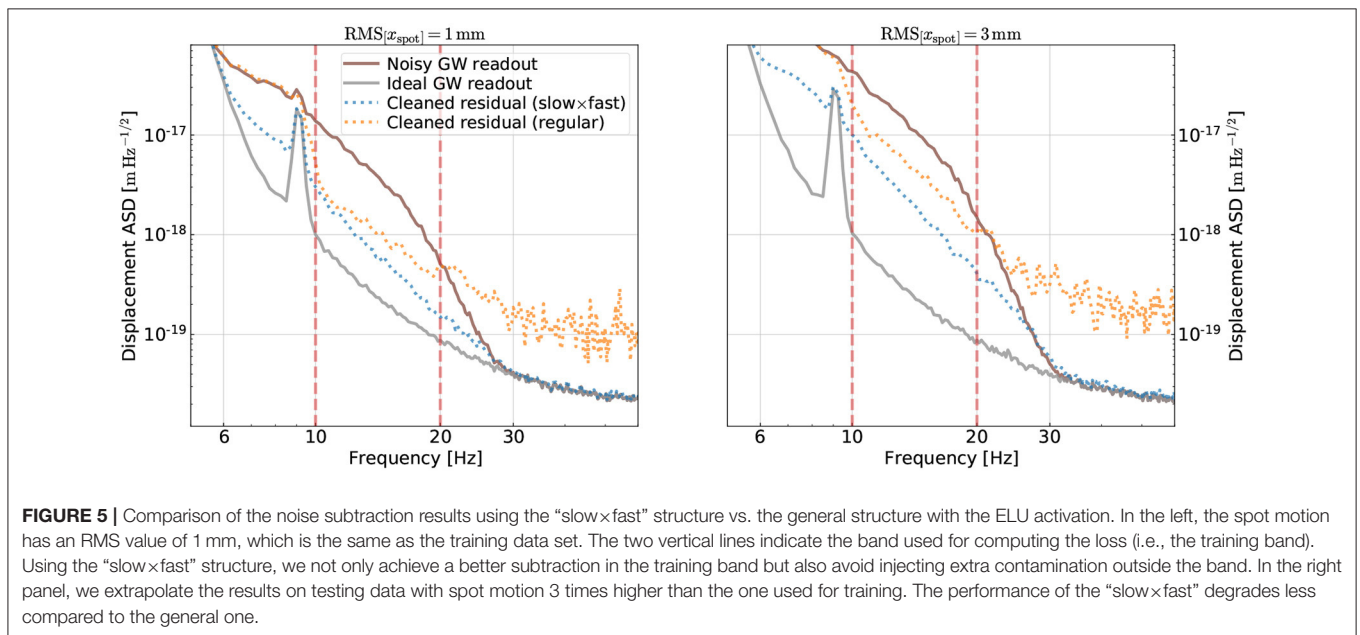 RMS[x_spot] = 1 mm
RMS[x_spot] = 3 mm
Noisy GW readout
Ideal GW readout
Cleaned residual (slow×fast)
Cleaned residual (regular)
Displacement ASD [m Hz^-1/2]
10^-17
10^-18
10^-19
6
10
20
30
Frequency [Hz]
6
10
20
30
Frequency [Hz]
10^-17
10^-18
10^-19
Displacement ASD [m Hz^-1/2]
FIGURE 5 | Comparison of the noise subtraction results using the “slow×fast” structure vs. the general structure with the ELU activation. In the left, the spot motion
has an RMS value of 1 mm, which is the same as the training data set. The two vertical lines indicate the band used for computing the loss (i.e., the training band).
Using the “slow×fast” structure, we not only achieve a better subtraction in the training band but also avoid injecting extra contamination outside the band. In the right
panel, we extrapolate the results on testing data with spot motion 3 times higher than the one used for training. The performance of the “slow×fast” degrades less
compared to the general one.